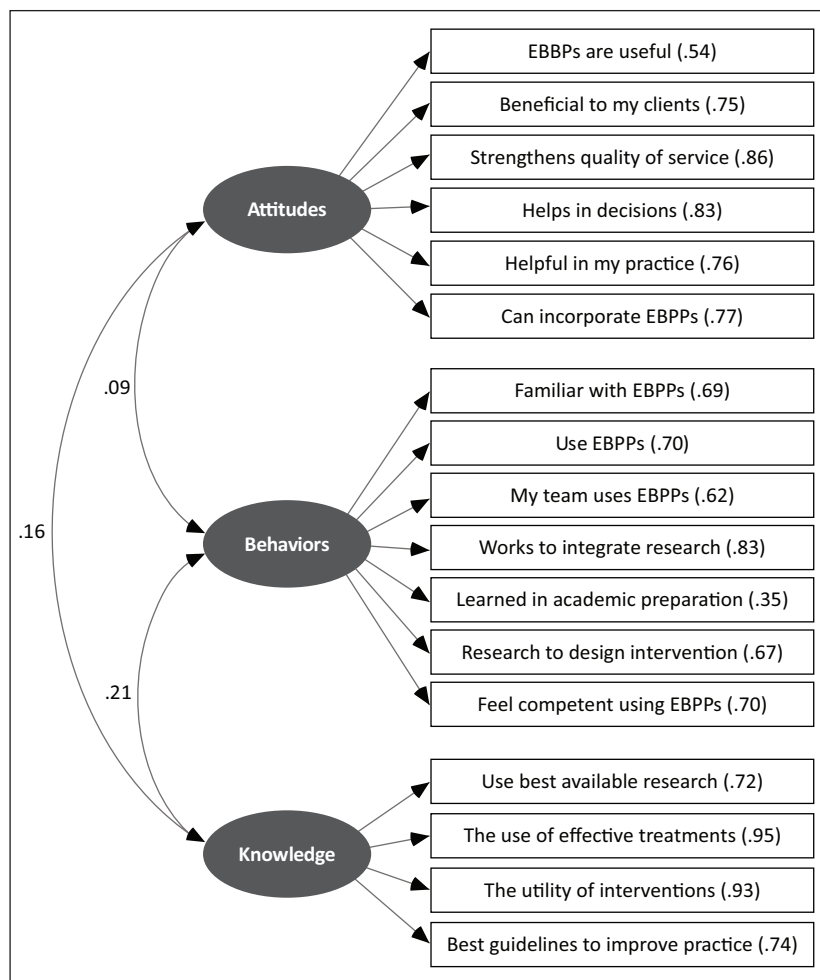 EBBPs are useful (.54)
Beneficial to my clients (.75)
Strengthens quality of service (.86)
Attitudes
Helps in decisions (.83)
Helpful in my practice (.76)
Can incorporate EBPPs (.77)
.09
Familiar with EBPPs (.69)
Use EBPPs (.70)
My team uses EBPPs (.62)
.16
Behaviors
Works to integrate research (.83)
Learned in academic preparation (.35)
Research to design intervention (.67)
.21
Feel competent using EBPPs (.70)
Use best available research (.72)
The use of effective treatments (.95)
Knowledge
The utility of interventions (.93)
Best guidelines to improve practice (.74)